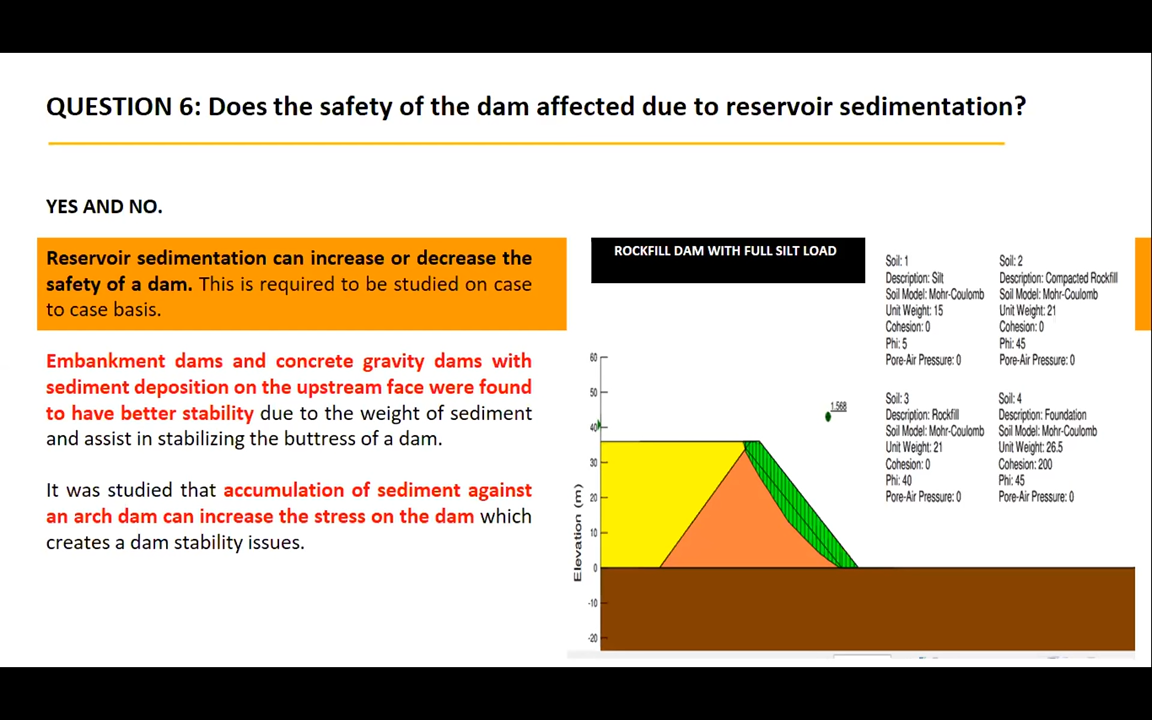 QUESTION 6: Does the safety of the dam affected due to reservoir sedimentation?
YES AND NO.
Reservoir sedimentation can increase or decrease the
safety of a dam. This is required to be studied on case
to case basis.
Embankment dams and concrete gravity dams with
sediment deposition on the upstream face were found
to have better stability due to the weight of sediment
and assist in stabilizing the buttress of a dam.
It was studied that accumulation of sediment against
an arch dam can increase the stress on the dam which
creates a dam stability issues.
ROCKFILL DAM WITH FULL SILT LOAD
Soil: 1
Description: Silt
Soil Model: Mohr-Coulomb
Unit Weight: 15
Cohesion: 0
Phi: 5
Pore-Air Pressure: 0
Soil: 2
Description: Compacted Rockfill
Soil Model: Mohr-Coulomb
Unit Weight: 21
Cohesion: 0
Phi: 45
Pore-Air Pressure: 0
Soil: 3
Description: Rockfill
Soil Model: Mohr-Coulomb
Unit Weight: 21
Cohesion: 0
Phi: 40
Pore-Air Pressure: 0
Soil: 4
Description: Foundation
Soil Model: Mohr-Coulomb
Unit Weight: 26.5
Cohesion: 200
Phi: 45
Pore-Air Pressure: 0
1.568
Elevation (m)
60
50
40
30
20
10
0
-10
-20